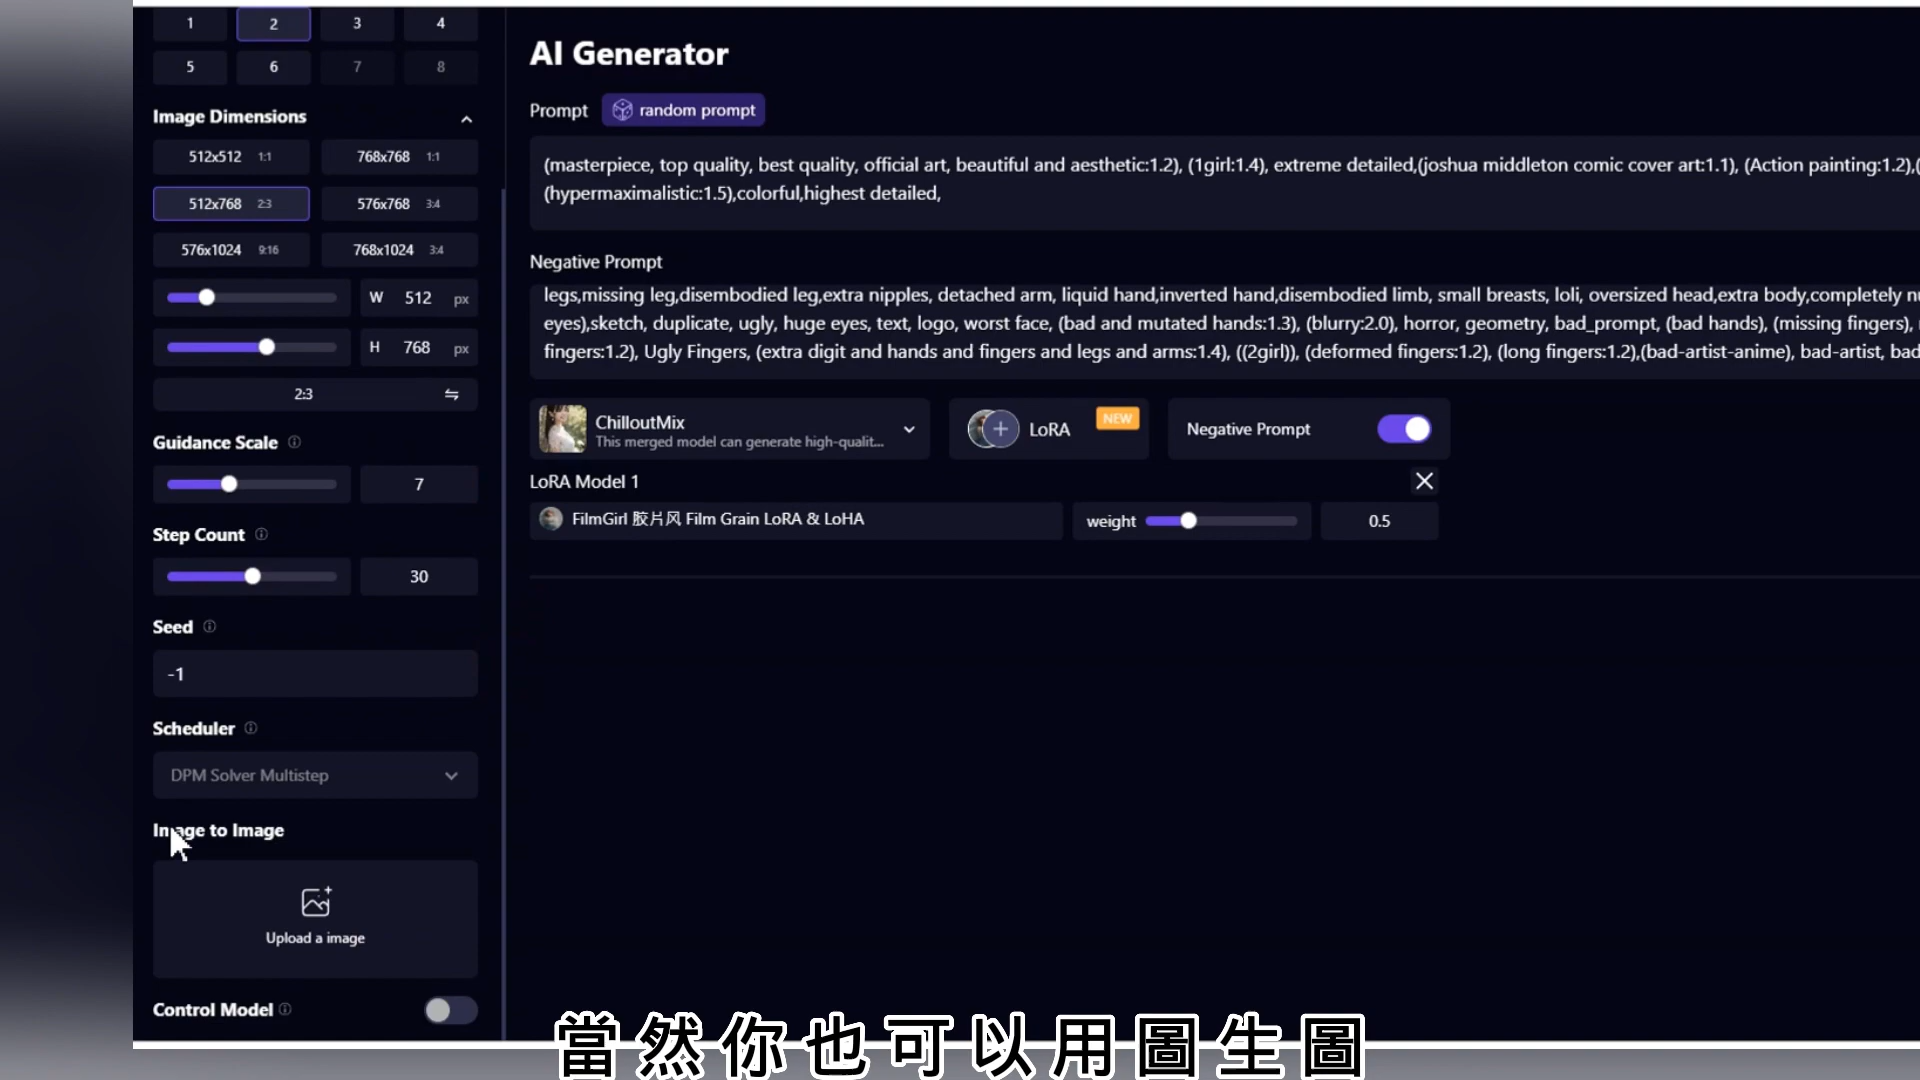 1 2 3 4
5 6 7 8
Image Dimensions
512x512 1:1 768x768 1:1
512x768 2:3 576x768 3:4
576x1024 9:16 768x1024 3:4
W 512 px
H 768 px
2:3
Guidance Scale
7
Step Count
30
Seed
-1
Scheduler
DPM Solver Multistep
Image to Image
Upload a image
Control Model
AI Generator
Prompt random prompt
(masterpiece, top quality, best quality, official art, beautiful and aesthetic:1.2), (1girl:1.4), extreme detailed,(joshua middleton comic cover art:1.1), (Action painting:1.2),(
(hypermaximalistic:1.5),colorful,highest detailed,
Negative Prompt
legs,missing leg,disembodied leg,extra nipples, detached arm, liquid hand,inverted hand,disembodied limb, small breasts, loli, oversized head,extra body,completely
eyes),sketch, duplicate, ugly, huge eyes, text, logo, worst face, (bad and mutated hands:1.3), (blurry:2.0), horror, geometry, bad_prompt, (bad hands), (missing fingers),
fingers:1.2), Ugly Fingers, (extra digit and hands and fingers and legs and arms:1.4), ((2girl)), (deformed fingers:1.2), (long fingers:1.2),(bad-artist-anime), bad-artist, bad
ChilloutMix
This merged model can generate high-qualit...
LoRA NEW
Negative Prompt
LoRA Model 1
FilmGirl 胶片风 Film Grain LoRA & LoHA
weight 0.5
當然你也可以用圖生圖